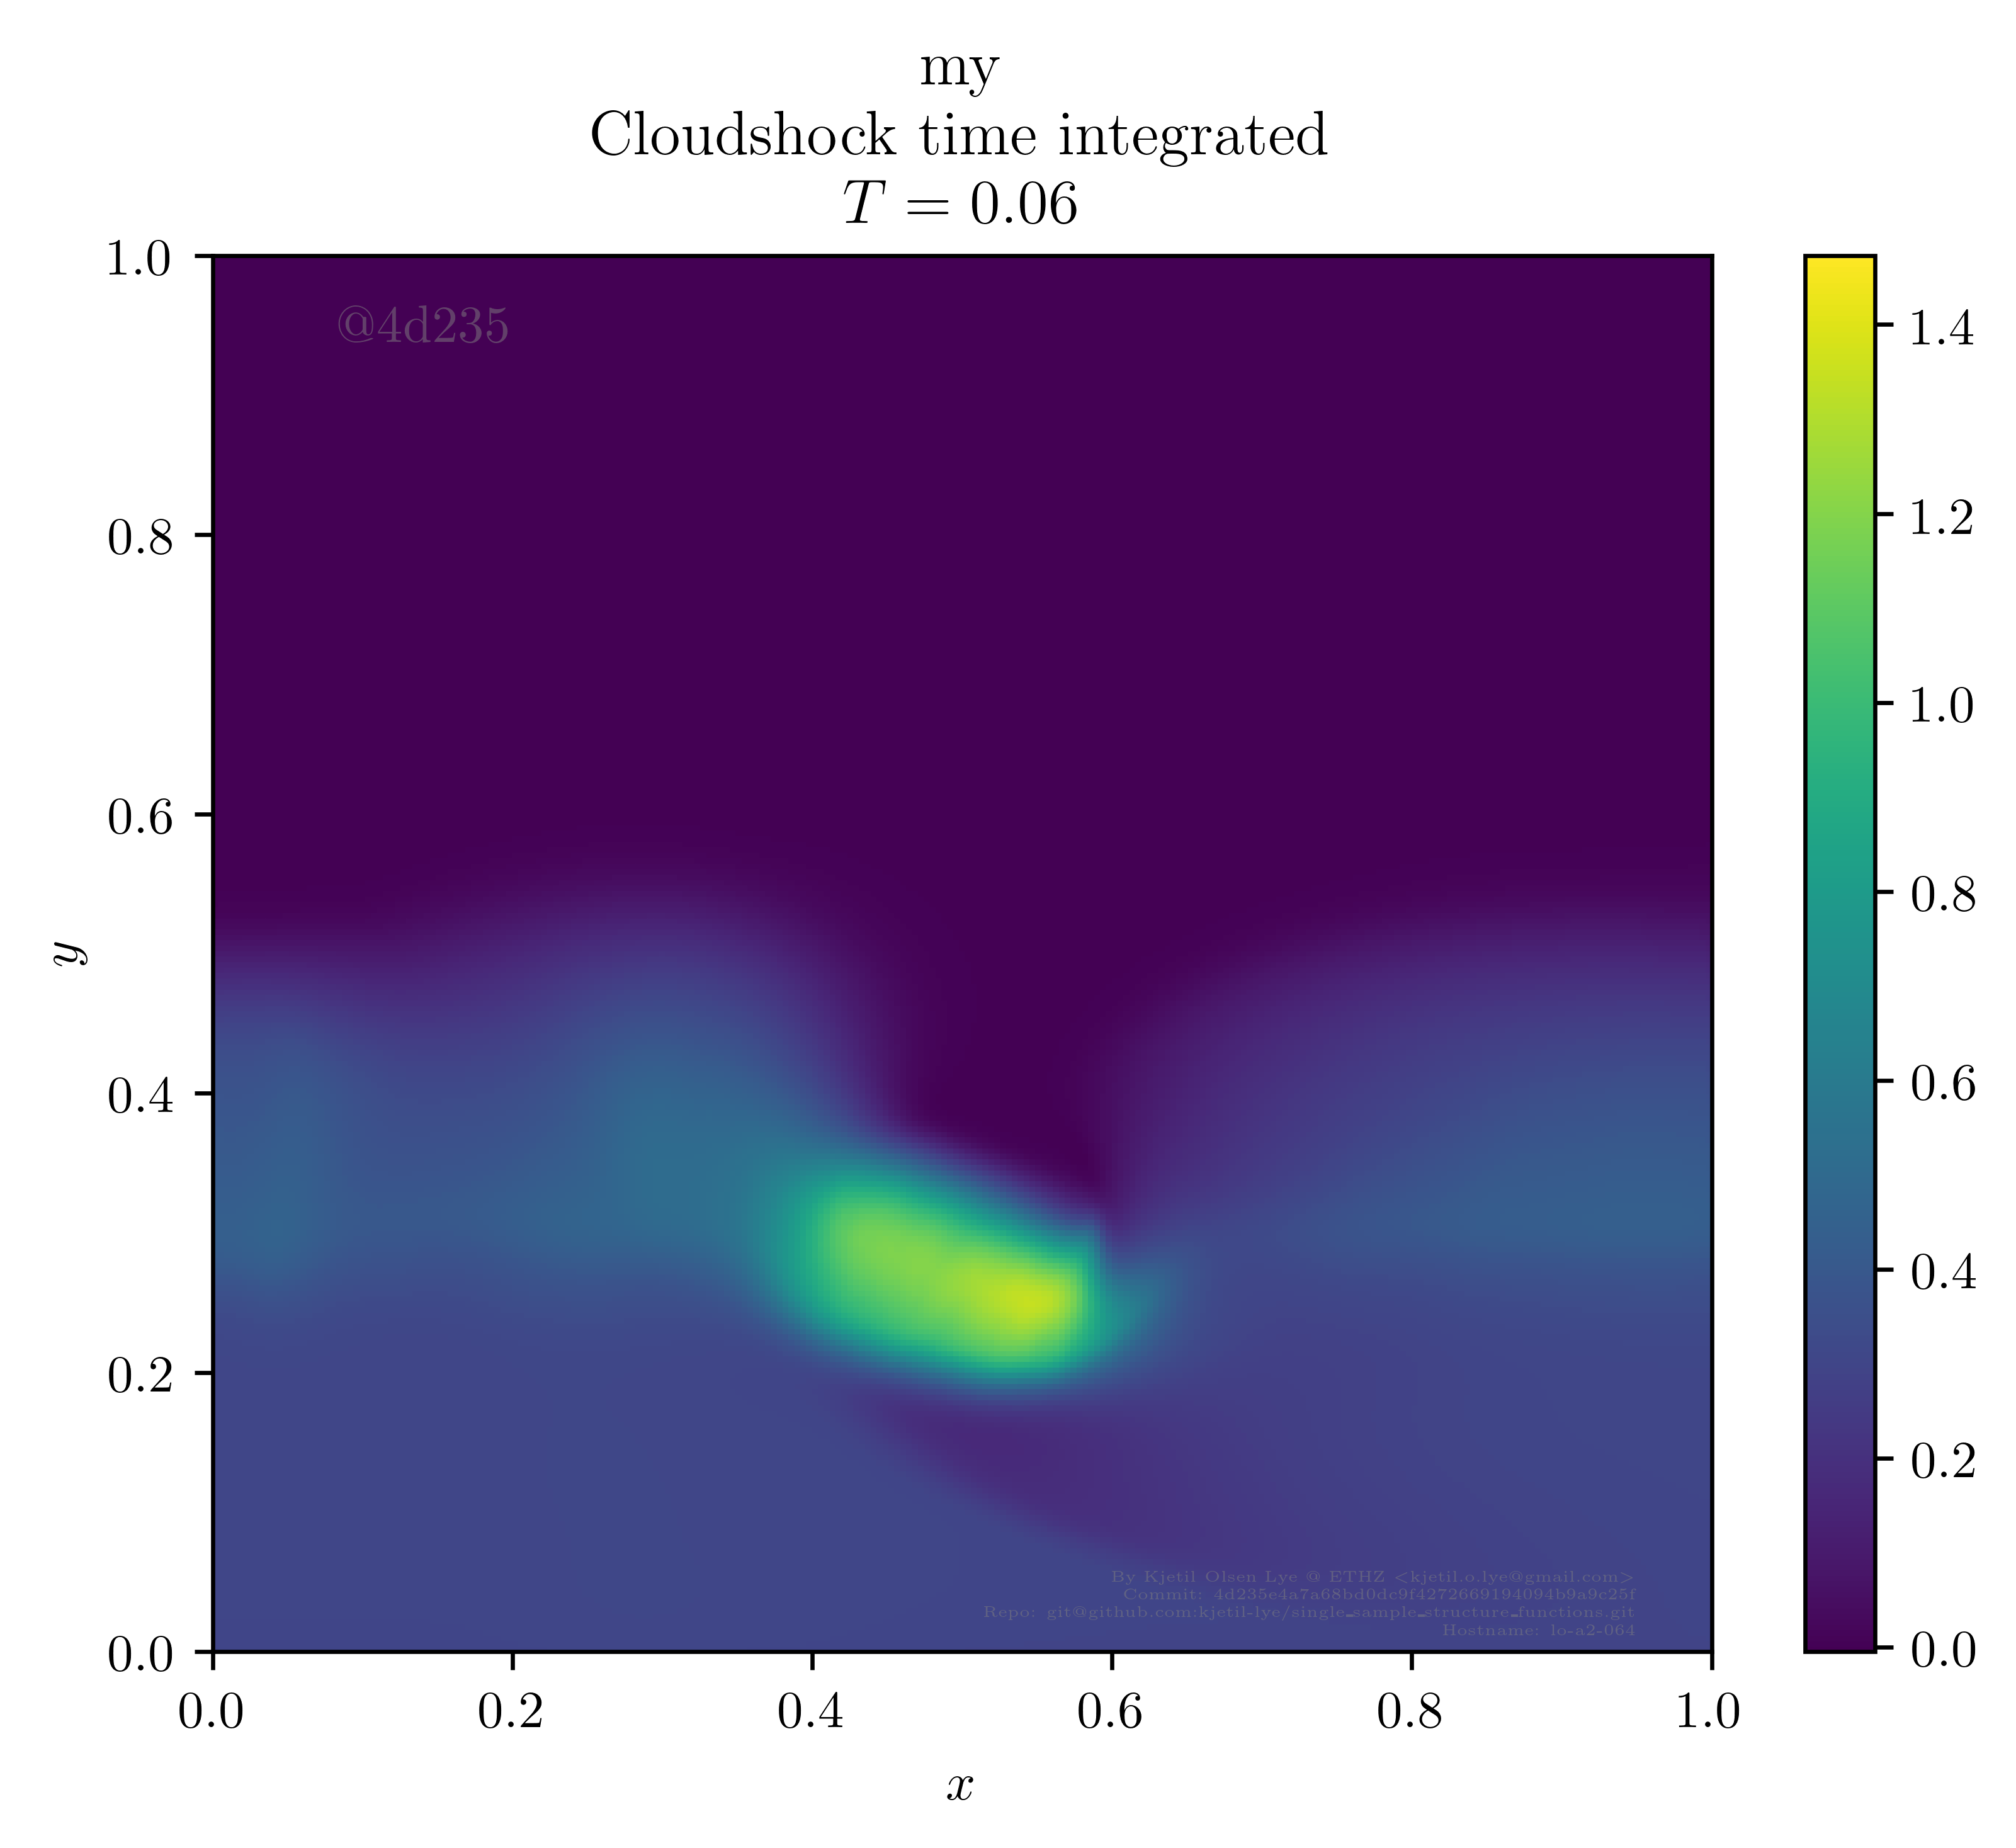 my
Cloudshock time integrated
T = 0.06
1.0
@4d235
0.8
0.6
0.4
0.2
0.0
y
0.0 0.2 0.4 0.6 0.8 1.0
x
1.4
1.2
1.0
0.8
0.6
0.4
0.2
0.0
By Kjetil Olsen Lye @ ETHZ <kjetil.o.lye@gmail.com>
Commit: 4d235e4a7a68bd0dc9f4272669194094b9a9c25f
Repo: git@github.com:kjetil-lye/single_sample_structure_functions.git
Hostname: lo-a2-064